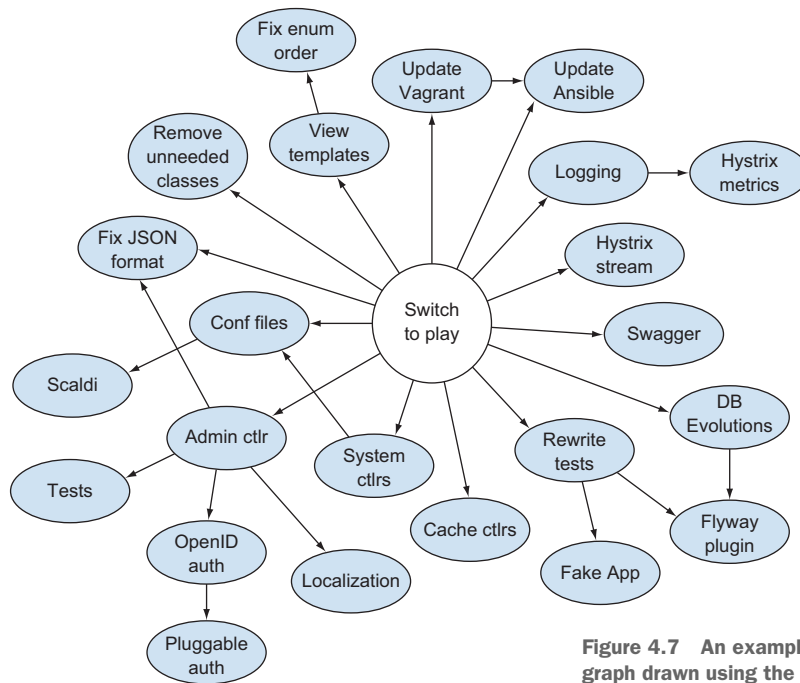 Fix enum
order
Update
Vagrant
Update
Ansible
Remove
unneeded
classes
View
templates
Logging
Hystrix
metrics
Fix JSON
format
Hystrix
stream
Conf files
Switch
to play
Swagger
Scaldi
Admin ctlr
System
ctlrs
Rewrite
tests
DB
Evolutions
Tests
Cache ctlrs
Flyway
plugin
OpenID
auth
Localization
Fake App
Pluggable
auth
Figure 4.7 An exampl
graph drawn using the